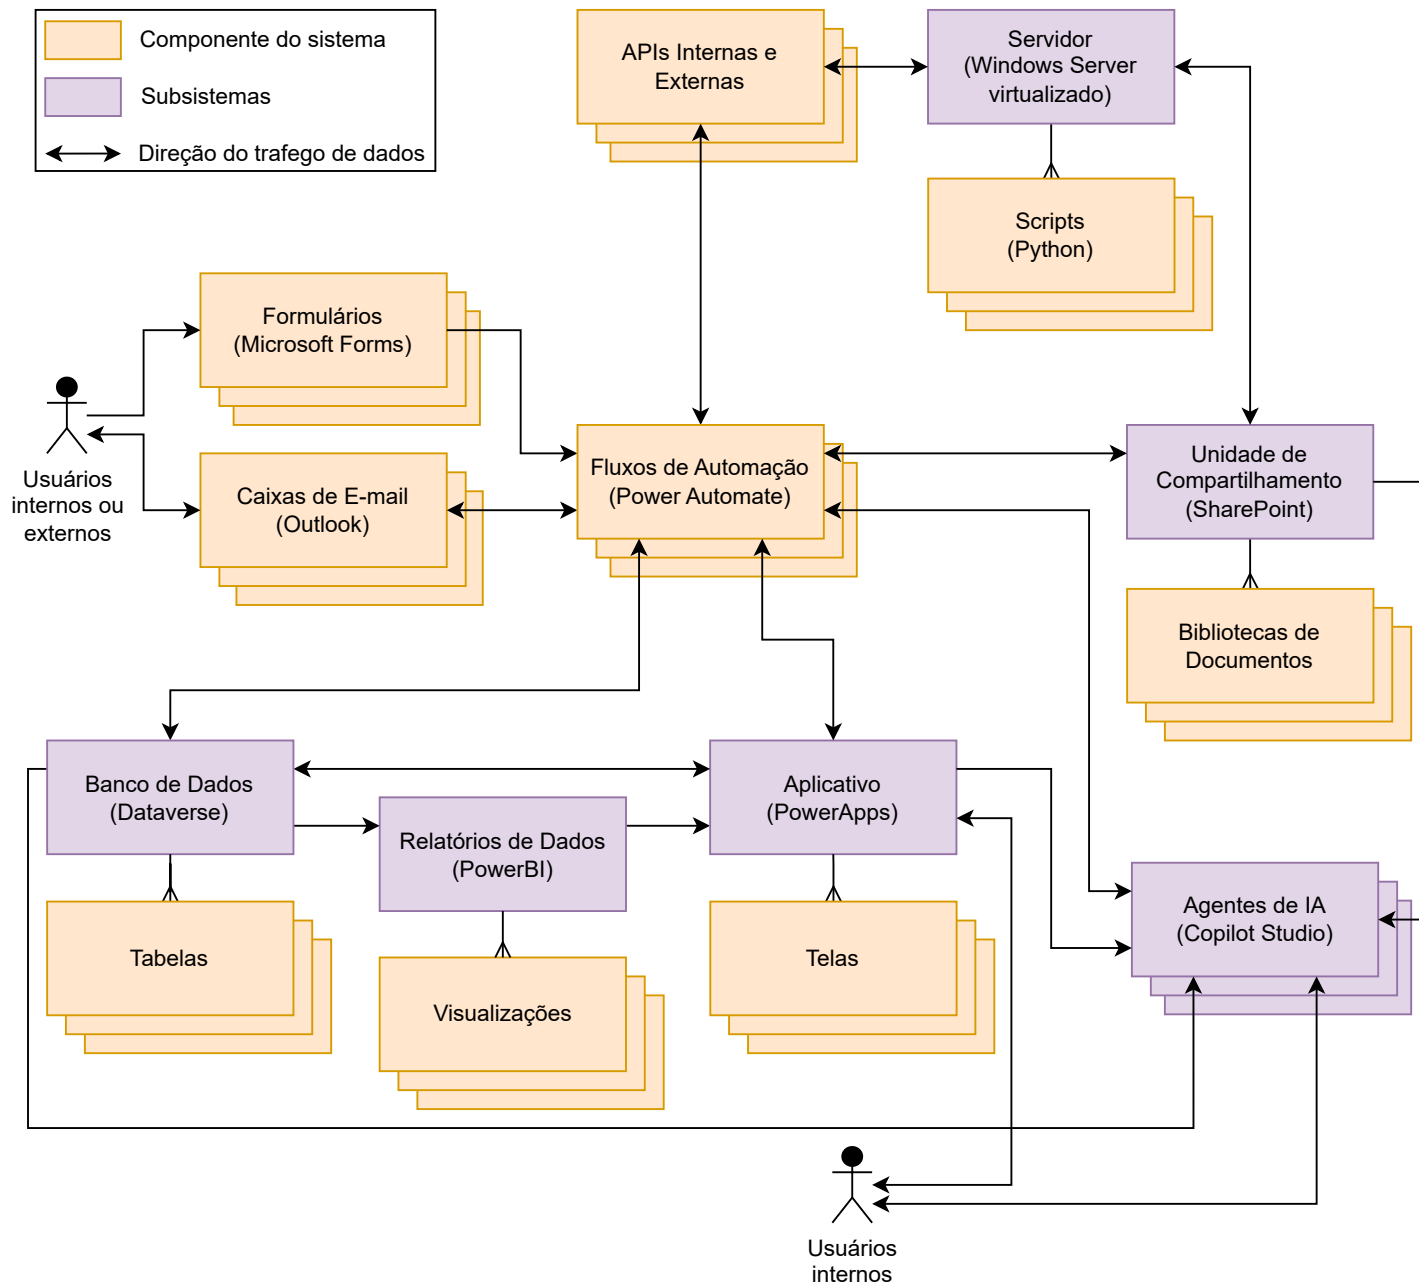 Componente do sistema
Subsistemas
Direção do trafego de dados
APIs Internas e
Externas
Servidor
(Windows Server
virtualizado)
Scripts
(Python)
Formulários
(Microsoft Forms)
Usuários
internos ou
externos
Caixas de E-mail
(Outlook)
Fluxos de Automação
(Power Automate)
Unidade de
Compartilhamento
(SharePoint)
Bibliotecas de
Documentos
Banco de Dados
(Dataverse)
Relatórios de Dados
(PowerBI)
Aplicativo
(PowerApps)
Agentes de IA
(Copilot Studio)
Tabelas
Visualizações
Telas
Usuários
internos